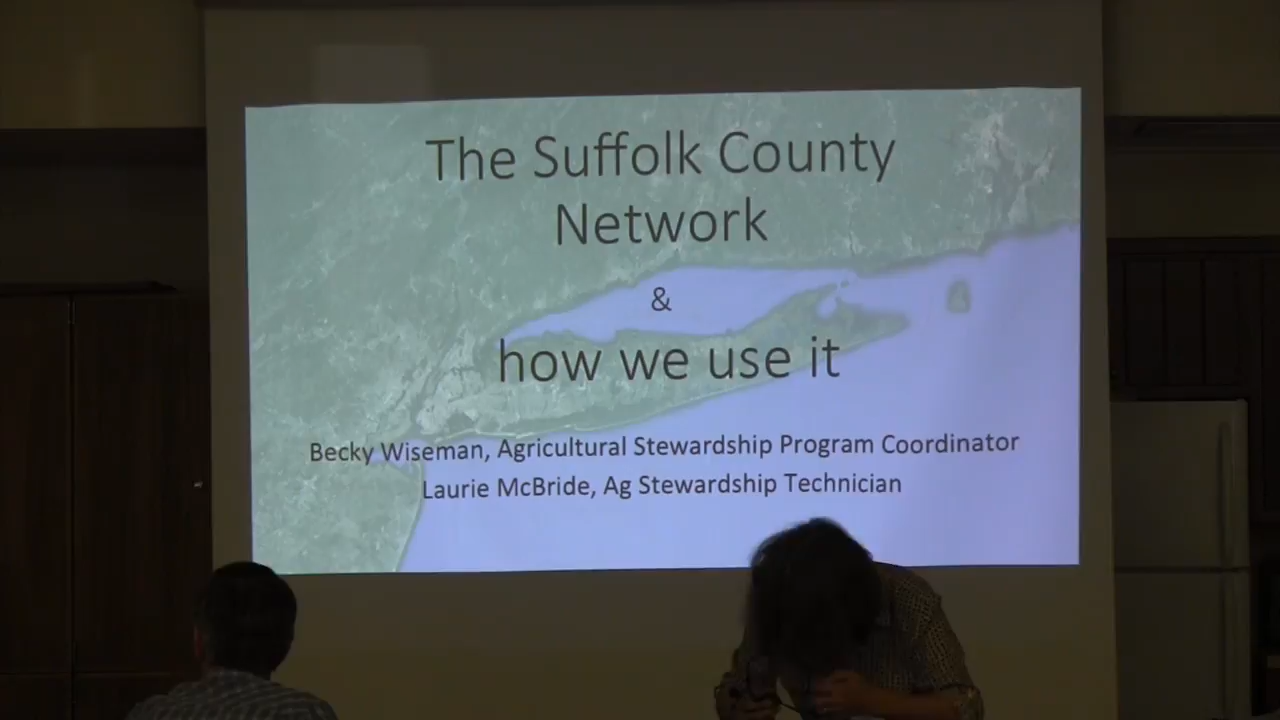 The Suffolk County
Network
&
how we use it
Becky Wiseman, Agricultural Stewardship Program Coordinator
Laurie McBride, Ag Stewardship Technician